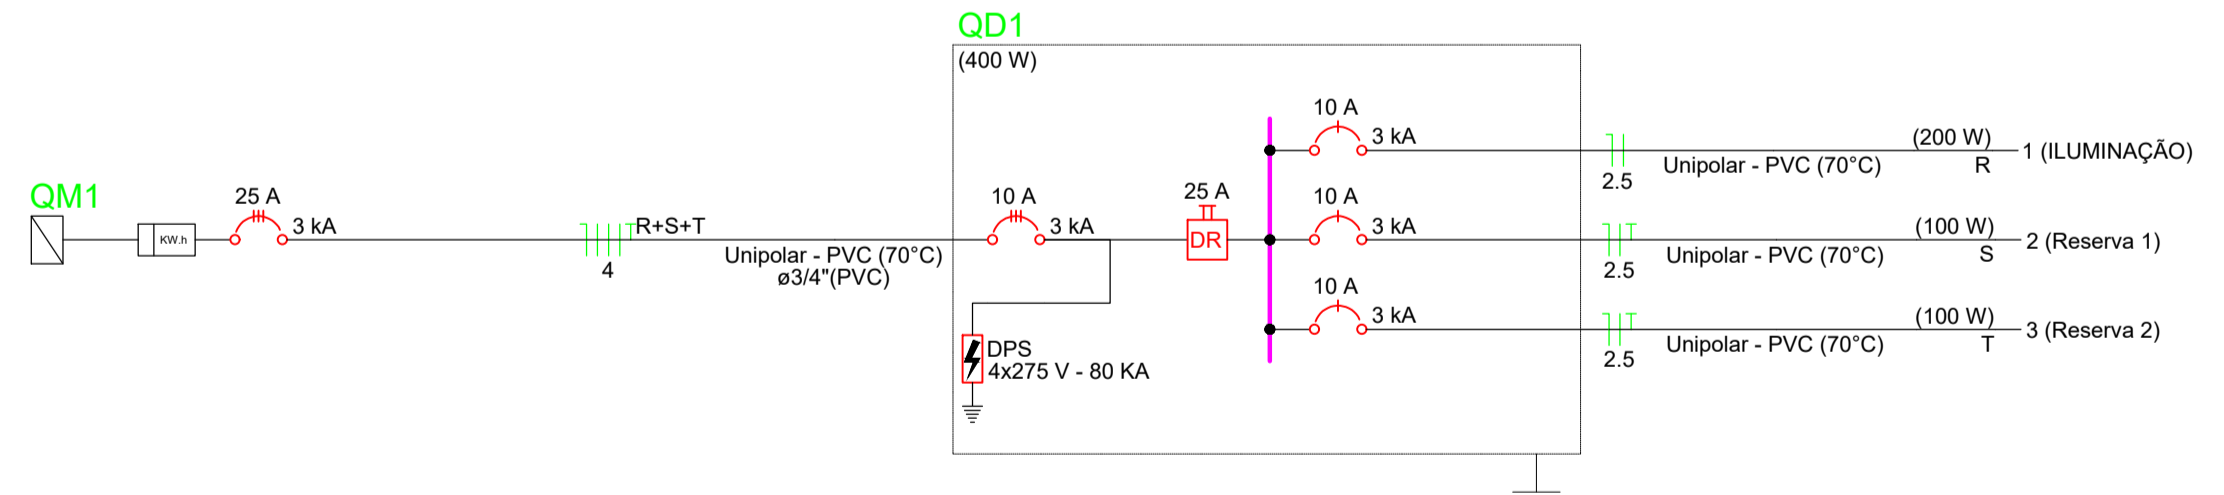 QM1
KW.h
25 A
3 kA
R+S+T
4
Unipolar - PVC (70°C)
ø3/4"(PVC)
QD1
(400 W)
10 A
3 kA
DPS
4x275 V - 80 KA
25 A
DR
10 A
3 kA
2.5
Unipolar - PVC (70°C)
(200 W)
R
1 (ILUMINAÇÃO)
10 A
3 kA
2.5
Unipolar - PVC (70°C)
(100 W)
S
2 (Reserva 1)
10 A
3 kA
2.5
Unipolar - PVC (70°C)
(100 W)
T
3 (Reserva 2)